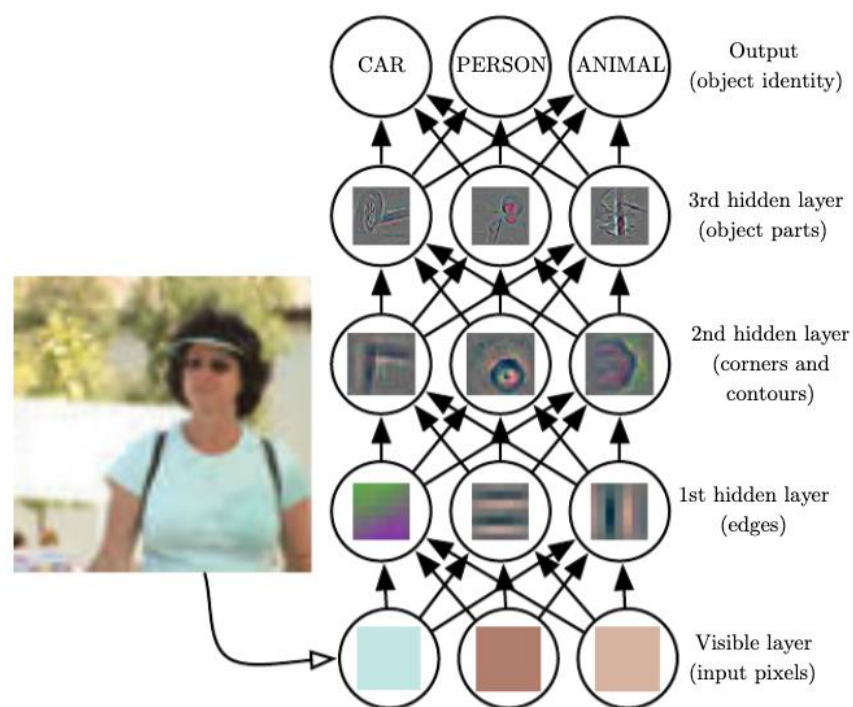 CAR PERSON ANIMAL
Output
(object identity)
3rd hidden layer
(object parts)
2nd hidden layer
(corners and
contours)
1st hidden layer
(edges)
Visible layer
(input pixels)